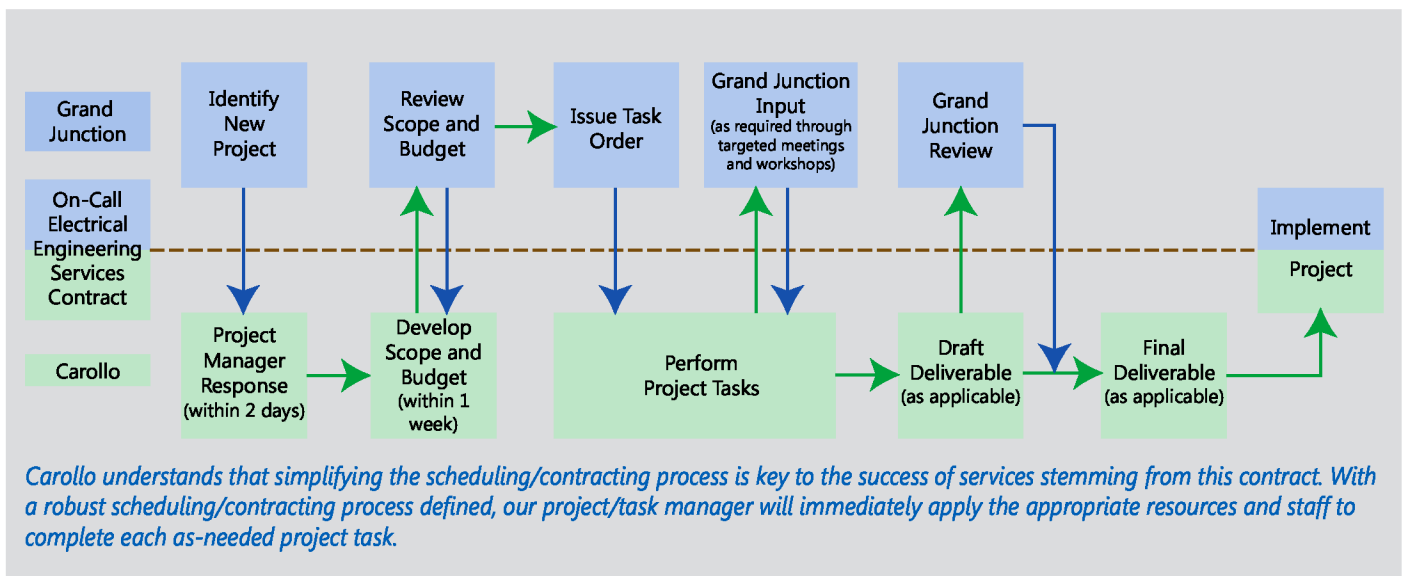 Grand
Junction
On-Call
Electrical
Engineering
Services
Contract
Carollo
Identify
New
Project
Project
Manager
Response
(within 2 days)
Review
Scope and
Budget
Develop
Scope and
Budget
(within 1
week)
Issue Task
Order
Grand Junction
Input
(as required through
targeted meetings
and workshops)
Perform
Project Tasks
Grand
Junction
Review
Draft
Deliverable
(as applicable)
Final
Deliverable
(as applicable)
Implement
Project
Carollo understands that simplifying the scheduling/contracting process is key to the success of services stemming from this contract. With
a robust scheduling/contracting process defined, our project/task manager will immediately apply the appropriate resources and staff to
complete each as-needed project task.